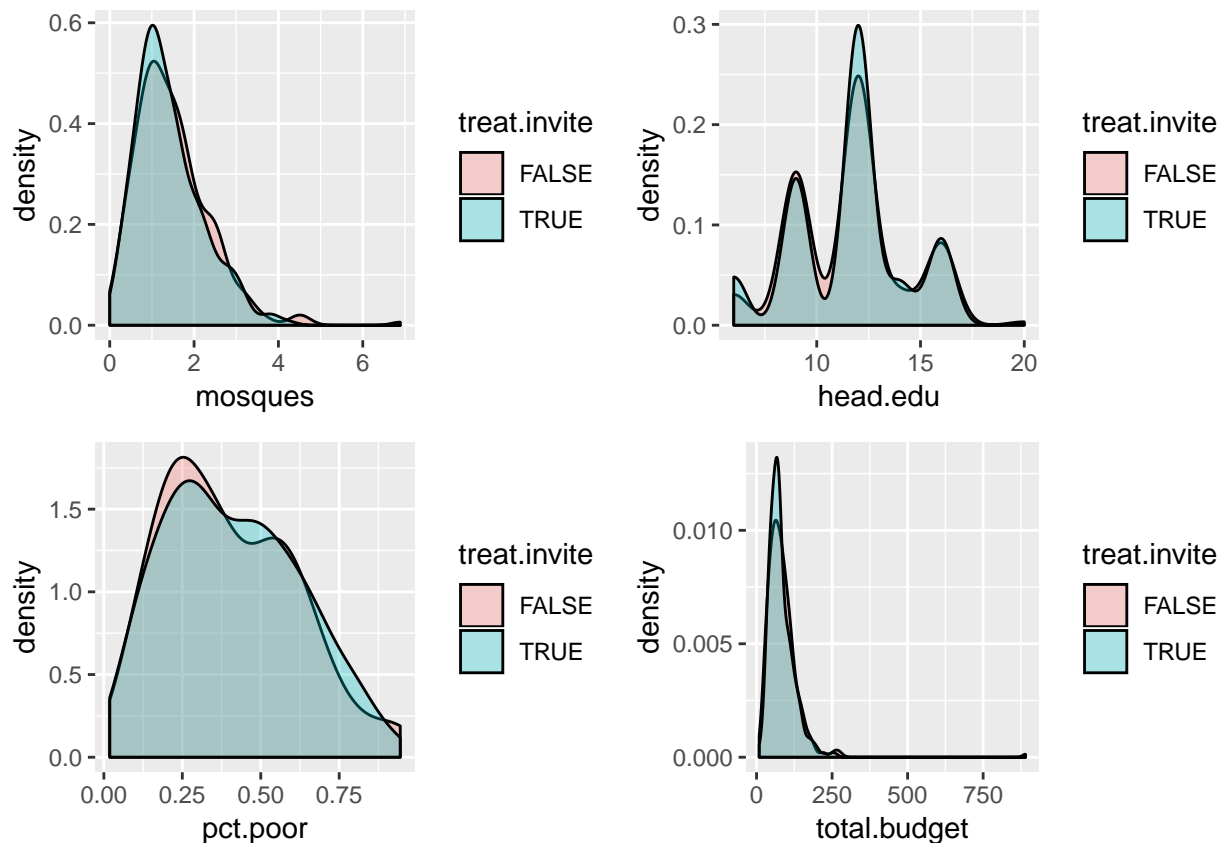 0.6
0.4
0.2
0.0
density
0 2 4 6
mosques
treat.invite
FALSE
TRUE
0.3
0.2
0.1
0.0
density
10 15 20
head.edu
treat.invite
FALSE
TRUE
1.5
1.0
0.5
0.0
density
0.00 0.25 0.50 0.75
pct.poor
treat.invite
FALSE
TRUE
0.010
0.005
0.000
density
0 250 500 750
total.budget
treat.invite
FALSE
TRUE